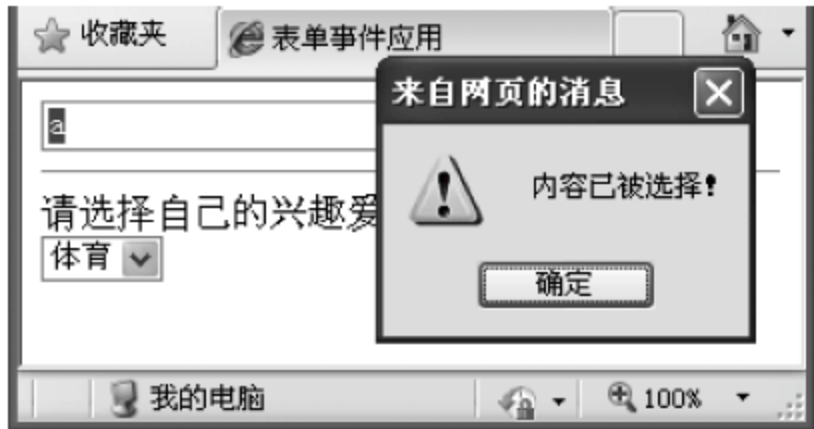 收藏夹 表单事件应用
来自网页的消息
a
内容已被选择!
请选择自己的兴趣爱
体育
确定
我的电脑 100%